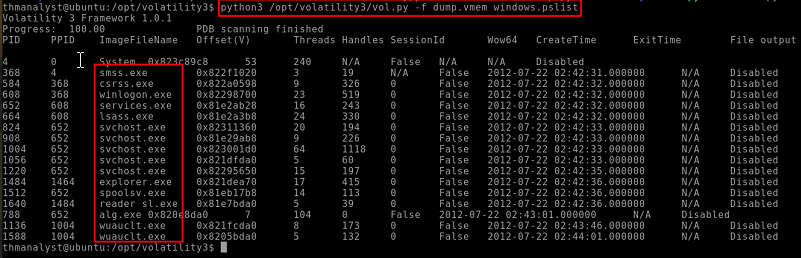 thmanalyst@ubuntu:/opt/volatility3$ python3 /opt/volatility3/vol.py -f dump.vmem windows.pslist
Volatility 3 Framework 1.0.1
Progress:  100.00               PDB scanning finished
PID     PPID    ImageFileName   Offset(V)       Threads Handles SessionId       Wow64   CreateTime      ExitTime        File output

4       0       System  0x823c89c8      53      240     N/A     False   N/A     N/A     Disabled
368     4       smss.exe        0x822f1020      3       19      N/A     False   2012-07-22 02:42:31.000000      N/A     Disabled
584     368     csrss.exe       0x822a0598      9       326     0       False   2012-07-22 02:42:32.000000      N/A     Disabled
608     368     winlogon.exe    0x82298700      23      519     0       False   2012-07-22 02:42:32.000000      N/A     Disabled
652     608     services.exe    0x81e2ab28      16      243     0       False   2012-07-22 02:42:32.000000      N/A     Disabled
664     608     lsass.exe       0x81e2a3b8      24      330     0       False   2012-07-22 02:42:32.000000      N/A     Disabled
824     652     svchost.exe     0x82311360      20      194     0       False   2012-07-22 02:42:33.000000      N/A     Disabled
908     652     svchost.exe     0x81e29ab8      9       226     0       False   2012-07-22 02:42:33.000000      N/A     Disabled
1004    652     svchost.exe     0x823001d0      64      1118    0       False   2012-07-22 02:42:33.000000      N/A     Disabled
1056    652     svchost.exe     0x821dfda0      5       60      0       False   2012-07-22 02:42:33.000000      N/A     Disabled
1220    652     svchost.exe     0x82295650      15      197     0       False   2012-07-22 02:42:35.000000      N/A     Disabled
1484    1464    explorer.exe    0x821dea70      17      415     0       False   2012-07-22 02:42:36.000000      N/A     Disabled
1512    652     spoolsv.exe     0x81eb17b8      14      113     0       False   2012-07-22 02:42:36.000000      N/A     Disabled
1640    1484    reader_sl.exe   0x81e7bda0      5       39      0       False   2012-07-22 02:42:36.000000      N/A     Disabled
788     652     alg.exe 0x820e8da0      7       104     0       False   2012-07-22 02:43:01.000000      N/A     Disabled
1136    1004    wuauclt.exe     0x821fcda0      8       173     0       False   2012-07-22 02:43:46.000000      N/A     Disabled
1588    1004    wuauclt.exe     0x8205bda0      5       132     0       False   2012-07-22 02:44:01.000000      N/A     Disabled
thmanalyst@ubuntu:/opt/volatility3$